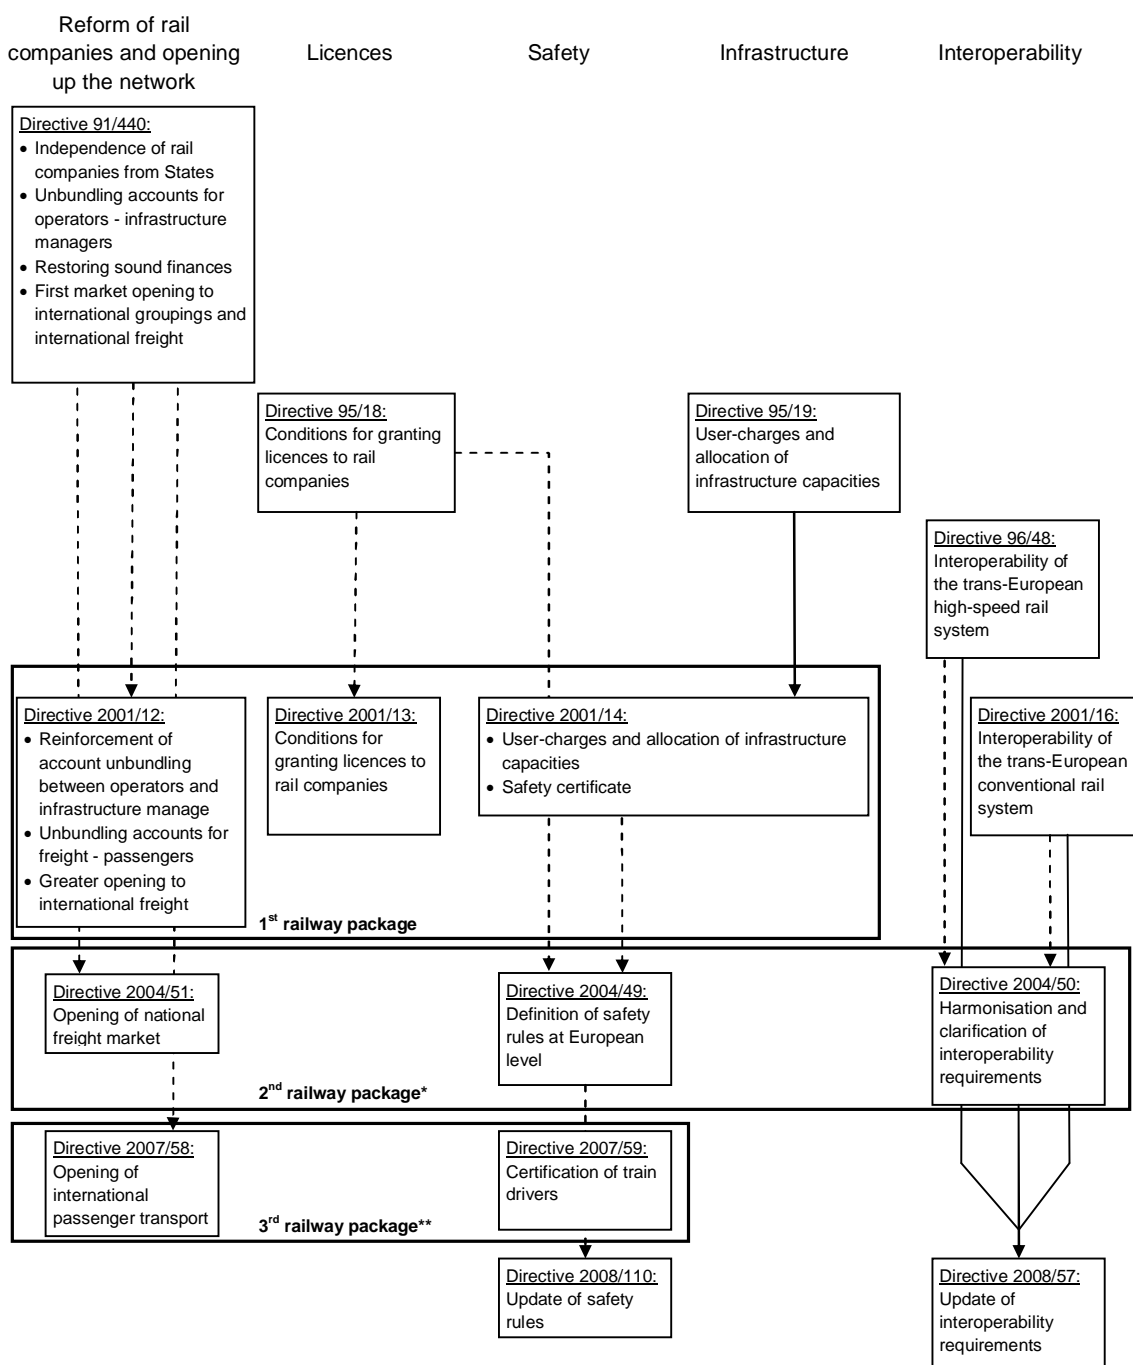 Reform of rail
companies and opening
up the network
Licences
Safety
Infrastructure
Interoperability
Directive 91/440:
• Independence of rail
companies from States
• Unbundling accounts for
operators - infrastructure
managers
• Restoring sound finances
• First market opening to
international groupings and
international freight
Directive 95/18:
Conditions for granting
licences to rail
companies
Directive 95/19:
User-charges and
allocation of
infrastructure capacities
Directive 96/48:
Interoperability of
the trans-European
high-speed rail
system
Directive 2001/12:
• Reinforcement of
account unbundling
between operators and
infrastructure manage
• Unbundling accounts for
freight - passengers
• Greater opening to
international freight
Directive 2001/13:
Conditions for
granting licences to
rail companies
Directive 2001/14:
• User-charges and allocation of infrastructure
capacities
• Safety certificate
Directive 2001/16:
Interoperability of
the trans-European
conventional rail
system
1st railway package
Directive 2004/51:
Opening of national
freight market
Directive 2004/49:
Definition of safety
rules at European
level
Directive 2004/50:
Harmonisation and
clarification of
interoperability
requirements
2nd railway package*
Directive 2007/58:
Opening of
international
passenger transport
Directive 2007/59:
Certification of train
drivers
3rd railway package**
Directive 2008/110:
Update of safety
rules
Directive 2008/57:
Update of
interoperability
requirements